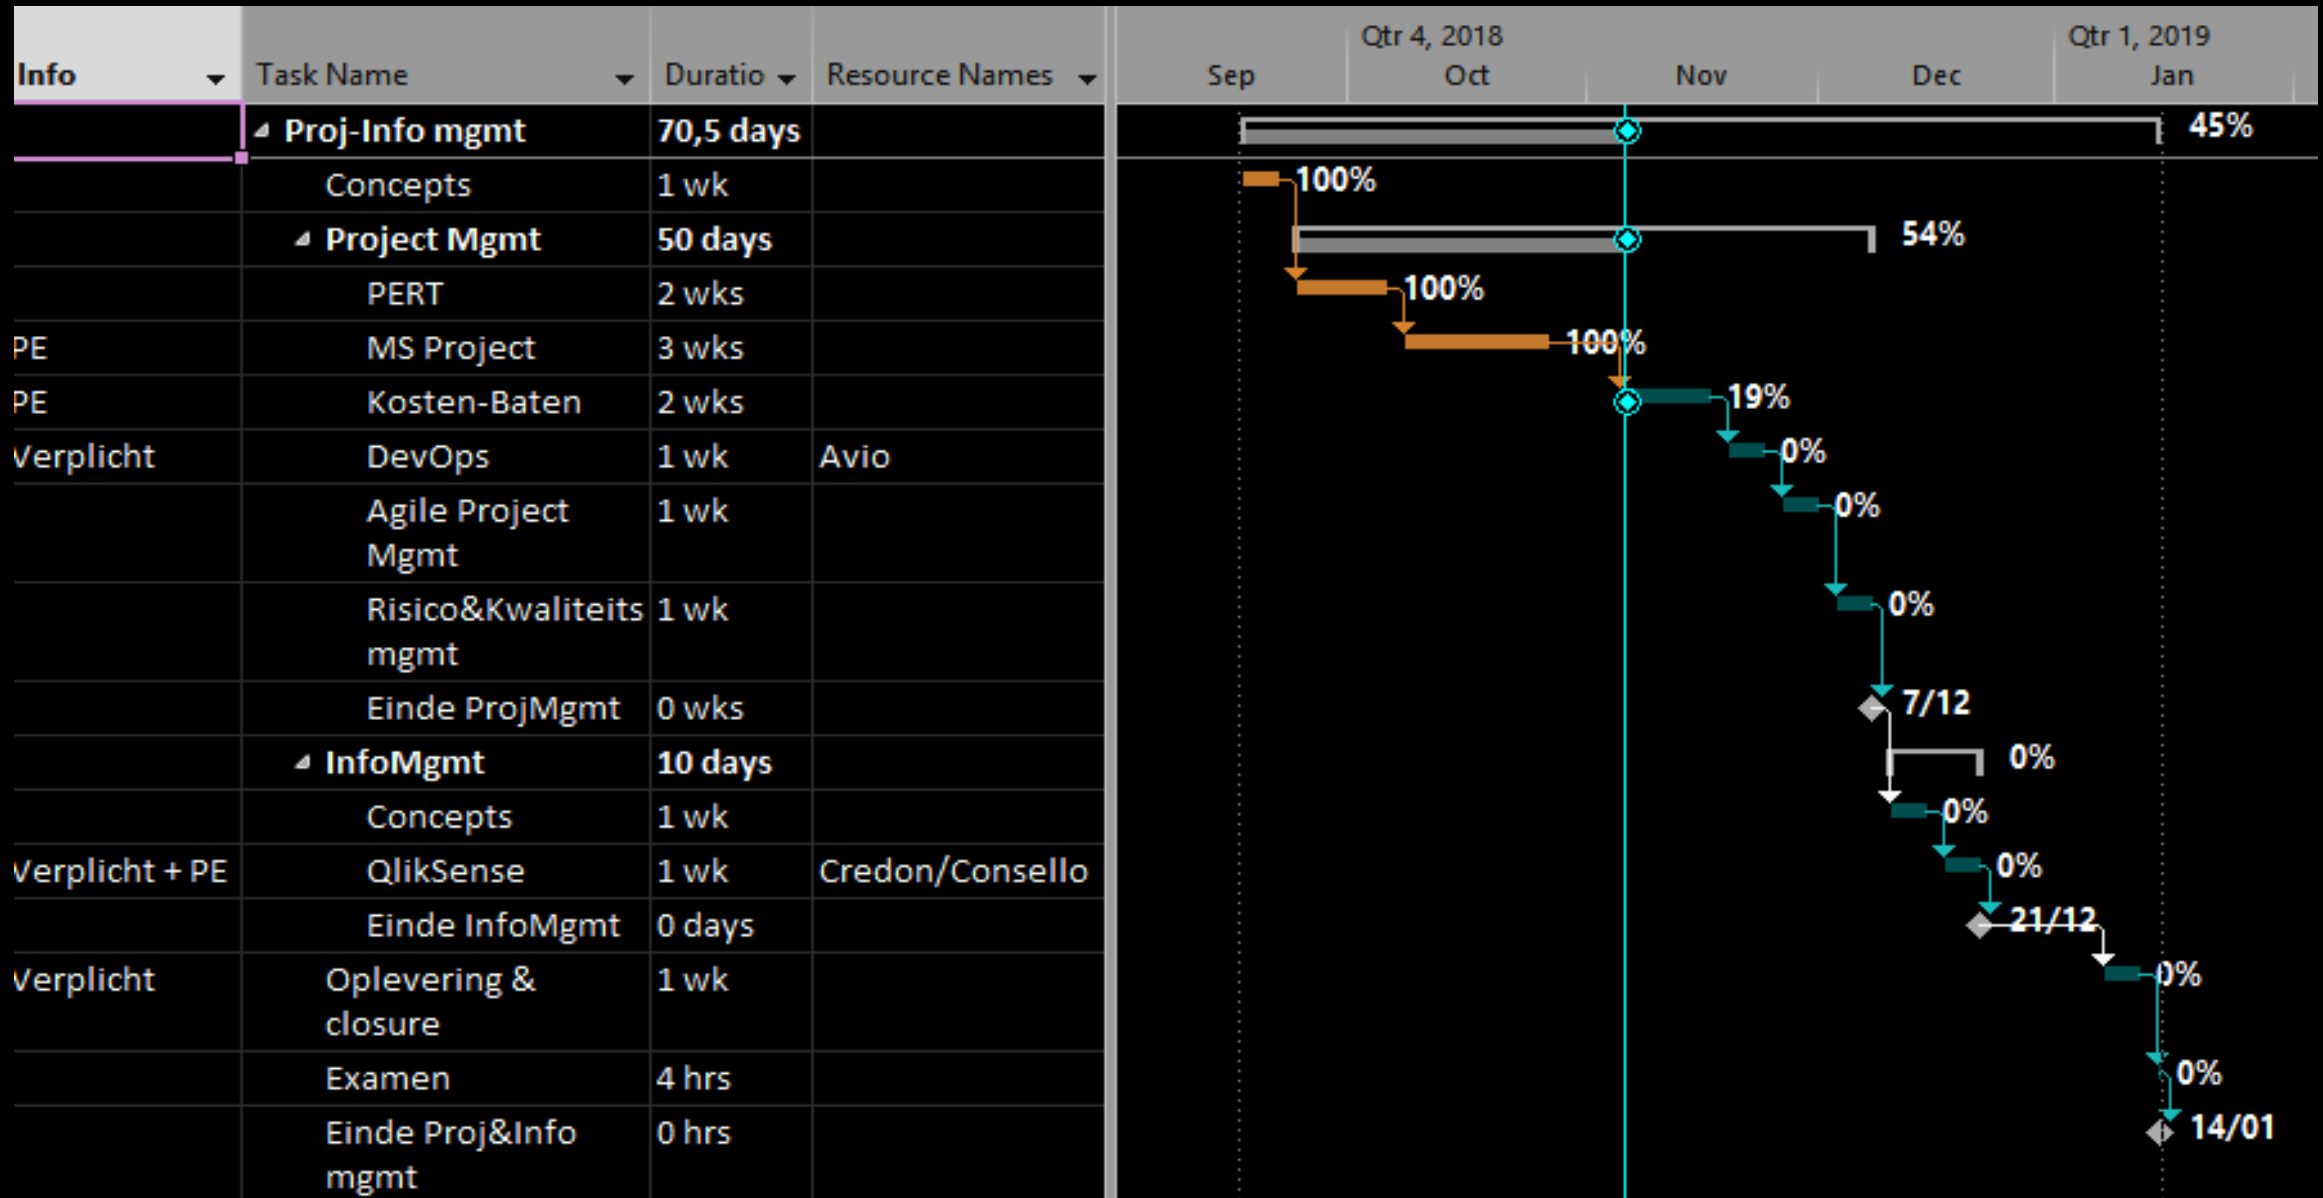 Qtr 4, 2018 Qtr 1, 2019
Info Task Name Duratio Resource Names Sep Oct Nov Dec Jan
Proj-Info mgmt 70,5 days 45%
Concepts 1 wk 100%
Project Mgmt 50 days 54%
PERT 2 wks 100%
PE MS Project 3 wks 100%
PE Kosten-Baten 2 wks 19%
Verplicht DevOps 1 wk Avio 0%
Agile Project 1 wk 0%
Mgmt
Risico&Kwaliteits 1 wk 0%
mgmt
Einde ProjMgmt 0 wks 7/12
InfoMgmt 10 days 0%
Concepts 1 wk 0%
Verplicht + PE QlikSense 1 wk Credon/Consello 0%
Einde InfoMgmt 0 days 21/12
Verplicht Oplevering & 1 wk 0%
closure
Examen 4 hrs 0%
Einde Proj&Info 0 hrs 14/01
mgmt